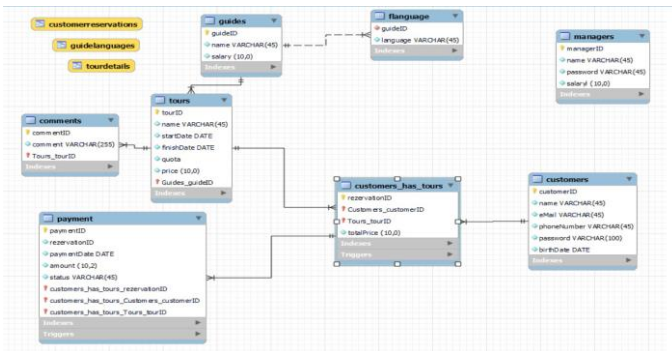 customerreservations
guidelanguages
tourdetails
guides
guideID
name VARCHAR(45)
salary (10,0)
Indexes
flanguage
guideID
language VARCHAR(45)
Indexes
managers
managerID
name VARCHAR(45)
password VARCHAR(45)
salaryl (10,0)
Indexes
comments
commentID
comment VARCHAR(255)
Tours_tourID
Indexes
tours
tourID
name VARCHAR(45)
startDate DATE
finishDate DATE
quota
price (10,0)
Guides_guideID
Indexes
customers_has_tours
rezervationID
Customers_customerID
Tours_tourID
totalPrice (10,0)
Indexes
Triggers
customers
customerID
name VARCHAR(45)
eMail VARCHAR(45)
phoneNumber VARCHAR(45)
password VARCHAR(100)
birthDate DATE
Indexes
payment
paymentID
rezervationID
paymentDate DATE
amount (10,2)
status VARCHAR(45)
customers_has_tours_rezervationID
customers_has_tours_Customers_customerID
customers_has_tours_Tours_tourID
Indexes
Triggers